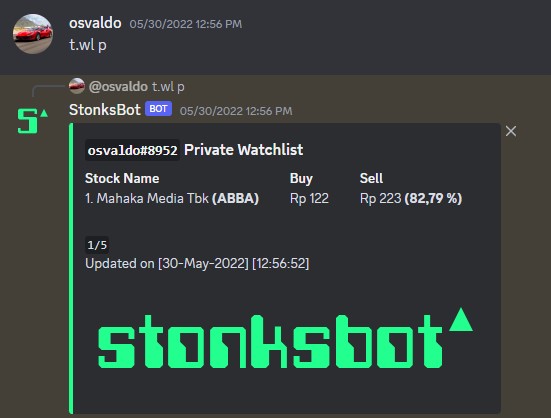 osvaldo 05/30/2022 12:56 PM
t.wl p
@osvaldo t.wl p
StonksBot BOT 05/30/2022 12:56 PM
osvaldo#8952 Private Watchlist
Stock Name Buy Sell
1. Mahaka Media Tbk (ABBA) Rp 122 Rp 223 (82,79 %)
1/5
Updated on [30-May-2022] [12:56:52]
stonksbot